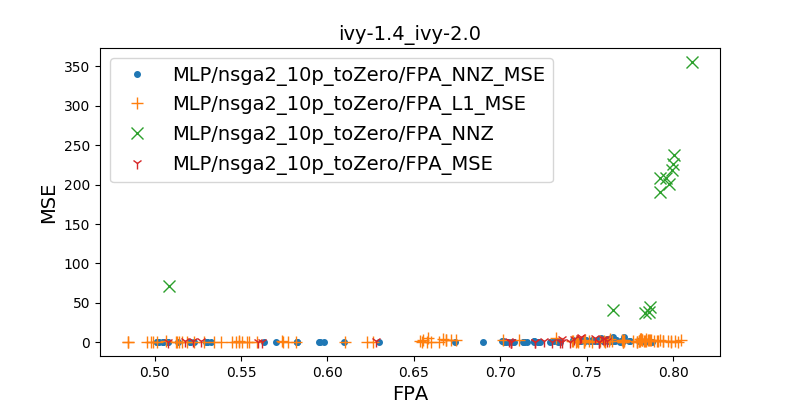 ivy-1.4_ivy-2.0
MLP/nsga2_10p_toZero/FPA_NNZ_MSE
MLP/nsga2_10p_toZero/FPA_L1_MSE
MLP/nsga2_10p_toZero/FPA_NNZ
MLP/nsga2_10p_toZero/FPA_MSE
MSE
350
300
250
200
150
100
50
0
0.50 0.55 0.60 0.65 0.70 0.75 0.80
FPA